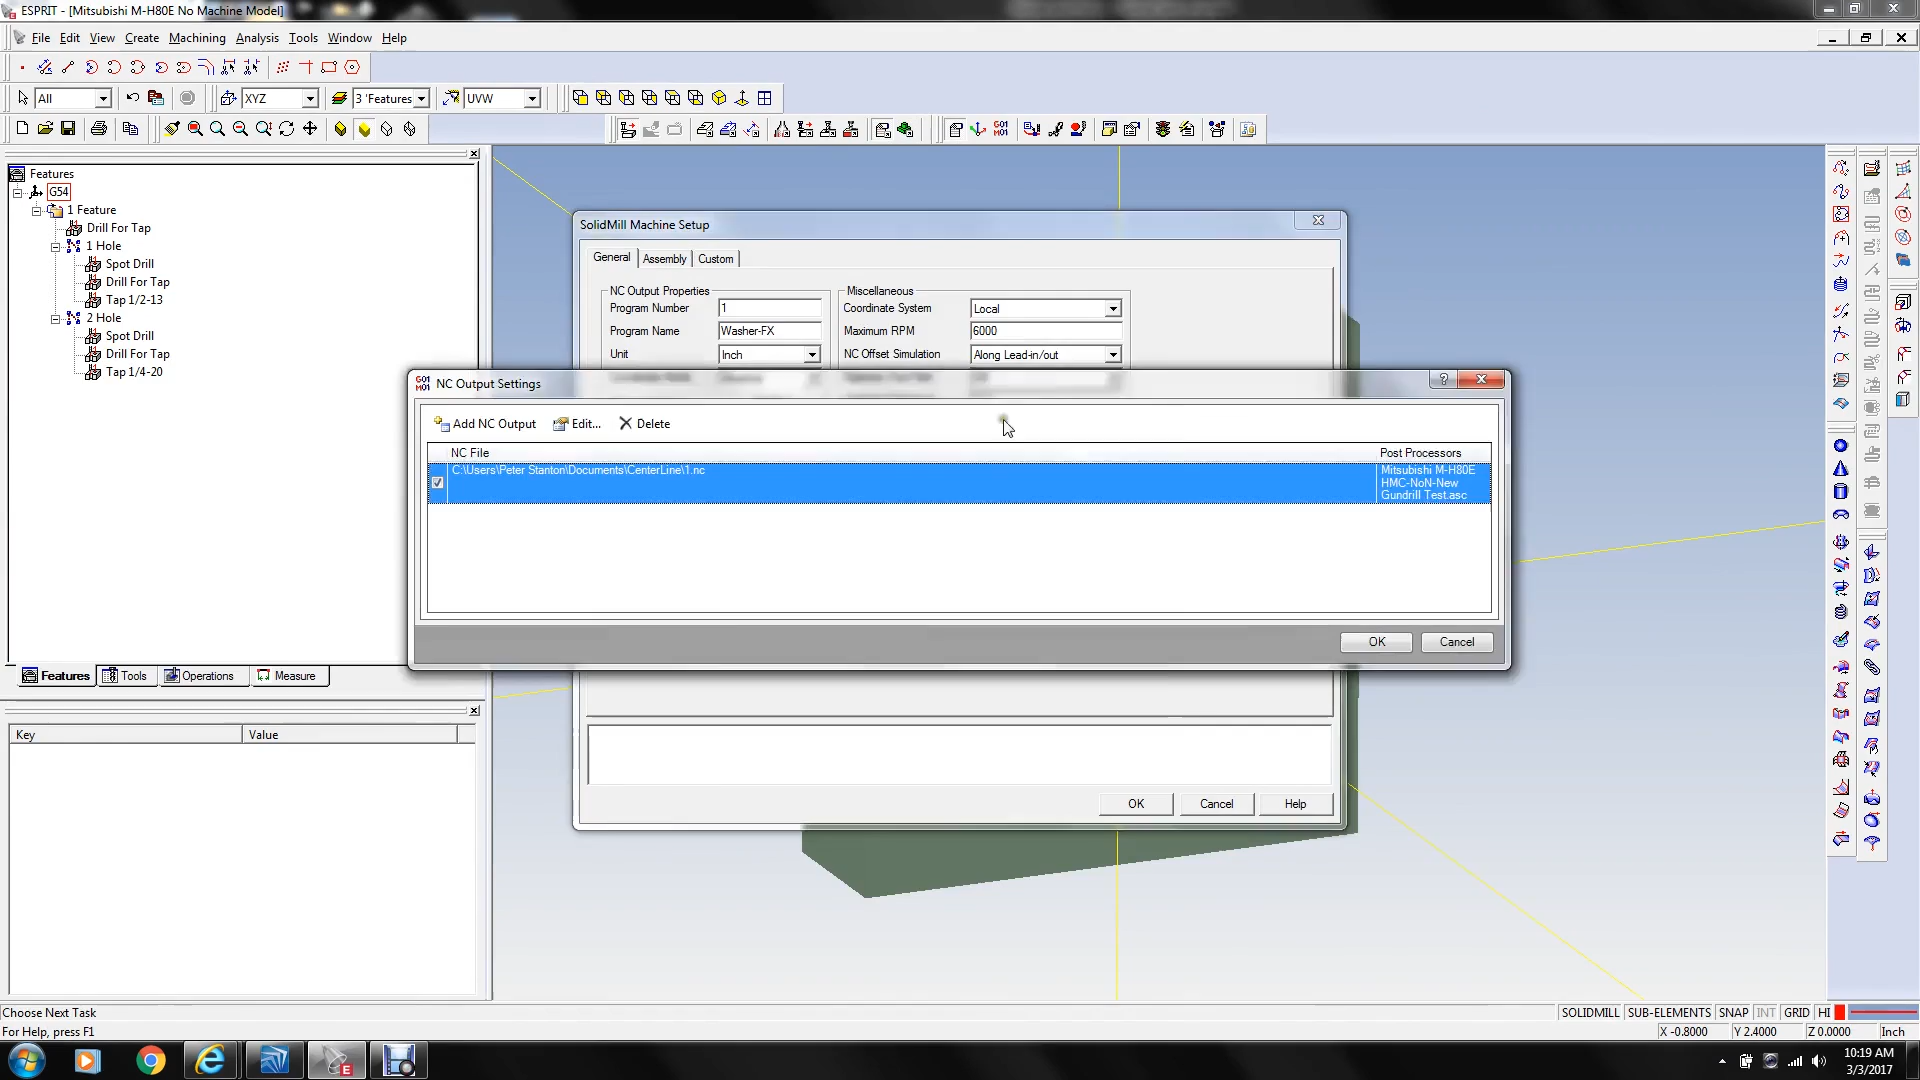 ESPRIT - [Mitsubishi M-H80E No Machine Model]
File Edit View Create Machining Analysis Tools Window Help
All XYZ 3 'Features UVW
Features
G54
1 Feature
Drill For Tap
1 Hole
Spot Drill
Drill For Tap
Tap 1/2-13
2 Hole
Spot Drill
Drill For Tap
Tap 1/4-20
Features Tools Operations Measure
Key Value
SolidMill Machine Setup
General Assembly Custom
NC Output Properties Miscellaneous
Program Number 1 Coordinate System Local
Program Name Washer-FX Maximum RPM 6000
Unit Inch NC Offset Simulation Along Lead-in/out
G01 M01 NC Output Settings
Add NC Output Edit... Delete
NC File Post Processors
C:\Users\Peter Stanton\Documents\CenterLine\1.nc Mitsubishi M-H80E
HMC-NoN-New
Gundrill Test.asc
OK Cancel
OK Cancel Help
Choose Next Task SOLIDMILL SUB-ELEMENTS SNAP INT GRID HI
For Help, press F1 X -0.8000 Y 2.4000 Z 0.0000 Inch
10:19 AM
3/3/2017